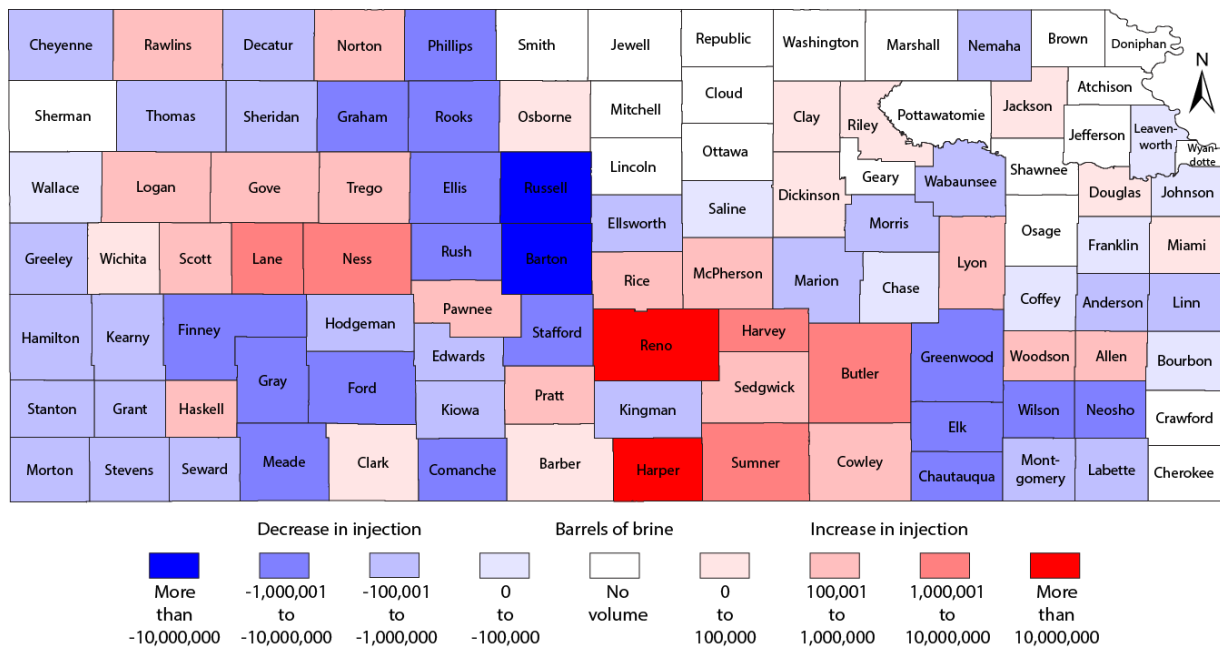 Cheyenne
Rawlins
Decatur
Norton
Phillips
Smith
Jewell
Republic
Washington
Marshall
Nemaha
Brown
Doniphan
N
Sherman
Thomas
Sheridan
Graham
Rooks
Osborne
Mitchell
Cloud
Clay
Riley
Pottawatomie
Jackson
Atchison
Jefferson
Leaven-
worth
Wyan-
dotte
Wallace
Logan
Gove
Trego
Ellis
Russell
Lincoln
Ottawa
Saline
Dickinson
Geary
Wabaunsee
Shawnee
Douglas
Johnson
Greeley
Wichita
Scott
Lane
Ness
Rush
Barton
Ellsworth
Rice
McPherson
Marion
Morris
Chase
Lyon
Osage
Franklin
Miami
Hamilton
Kearny
Finney
Hodgeman
Pawnee
Edwards
Stafford
Reno
Harvey
Butler
Greenwood
Coffey
Anderson
Linn
Gray
Ford
Kiowa
Pratt
Kingman
Sedgwick
Woodson
Allen
Bourbon
Stanton
Grant
Haskell
Elk
Wilson
Neosho
Crawford
Morton
Stevens
Seward
Meade
Clark
Comanche
Barber
Harper
Sumner
Cowley
Chautauqua
Mont-
gomery
Labette
Cherokee
Decrease in injection
Barrels of brine
Increase in injection
More
than
-10,000,000
-1,000,001
to
-10,000,000
-100,001
to
-1,000,000
0
to
-100,000
No
volume
0
to
100,000
100,001
to
1,000,000
1,000,001
to
10,000,000
More
than
10,000,000